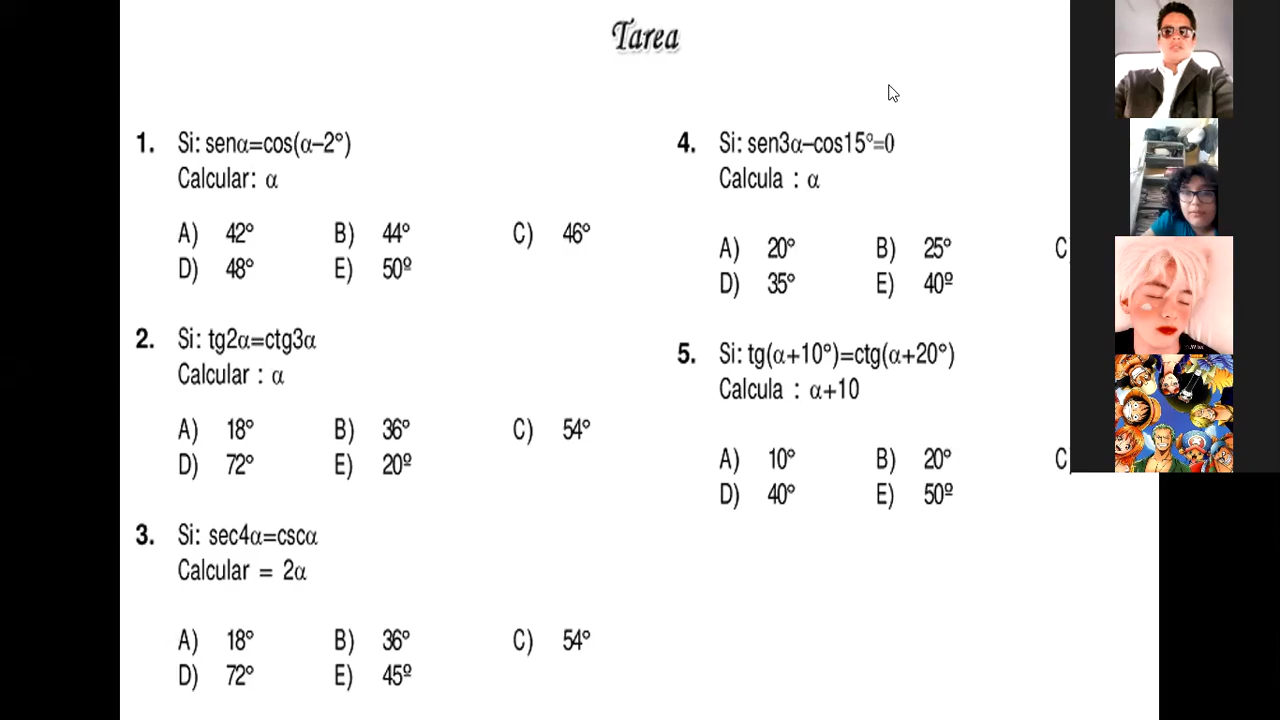 Tarea
1. Si: senα=cos(α–2°)
Calcular: α
A) 42° B) 44° C) 46°
D) 48° E) 50º
2. Si: tg2α=ctg3α
Calcular : α
A) 18° B) 36° C) 54°
D) 72° E) 20º
3. Si: sec4α=cscα
Calcular = 2α
A) 18° B) 36° C) 54°
D) 72° E) 45º
4. Si: sen3α–cos15°=0
Calcula : α
A) 20° B) 25° C)
D) 35° E) 40º
5. Si: tg(α+10°)=ctg(α+20°)
Calcula : α+10
A) 10° B) 20° C
D) 40° E) 50º